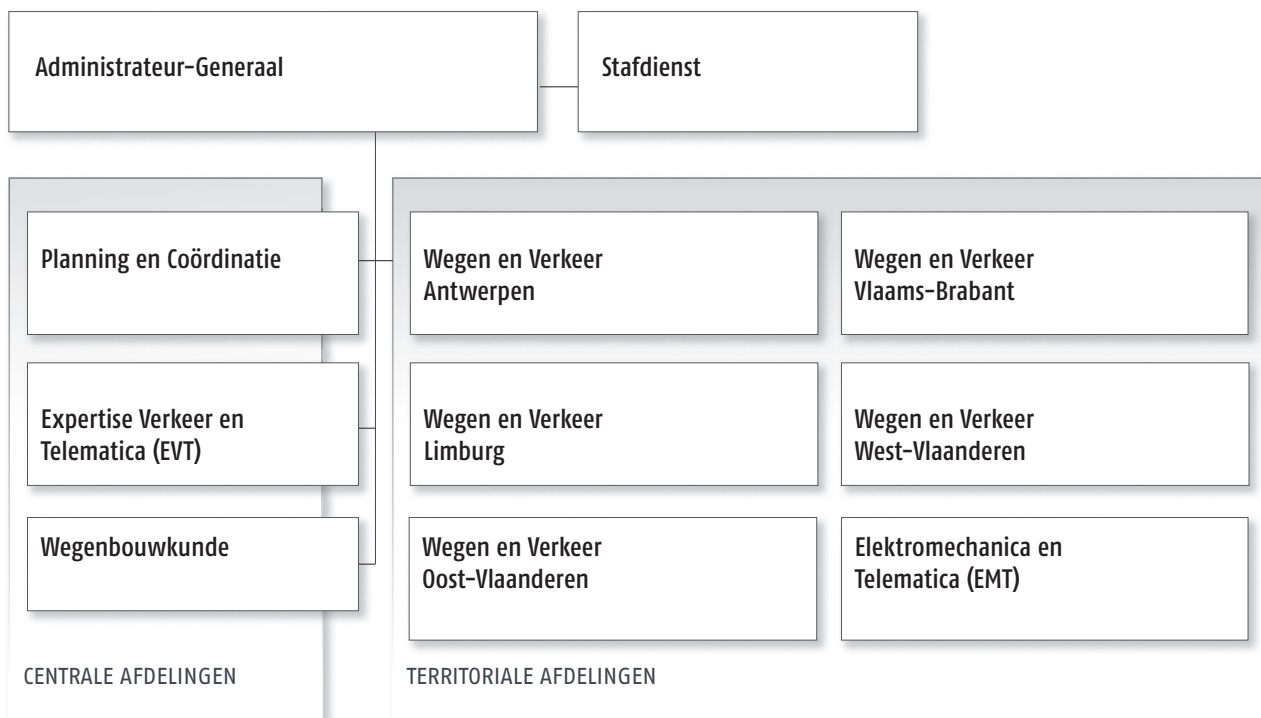 Administrateur-Generaal
Stafdienst
Planning en Coördinatie
Expertise Verkeer en
Telematica (EVT)
Wegenbouwkunde
CENTRALE AFDELINGEN
Wegen en Verkeer
Antwerpen
Wegen en Verkeer
Vlaams-Brabant
Wegen en Verkeer
Limburg
Wegen en Verkeer
West-Vlaanderen
Wegen en Verkeer
Oost-Vlaanderen
Elektromechanica en
Telematica (EMT)
TERRITORIALE AFDELINGEN